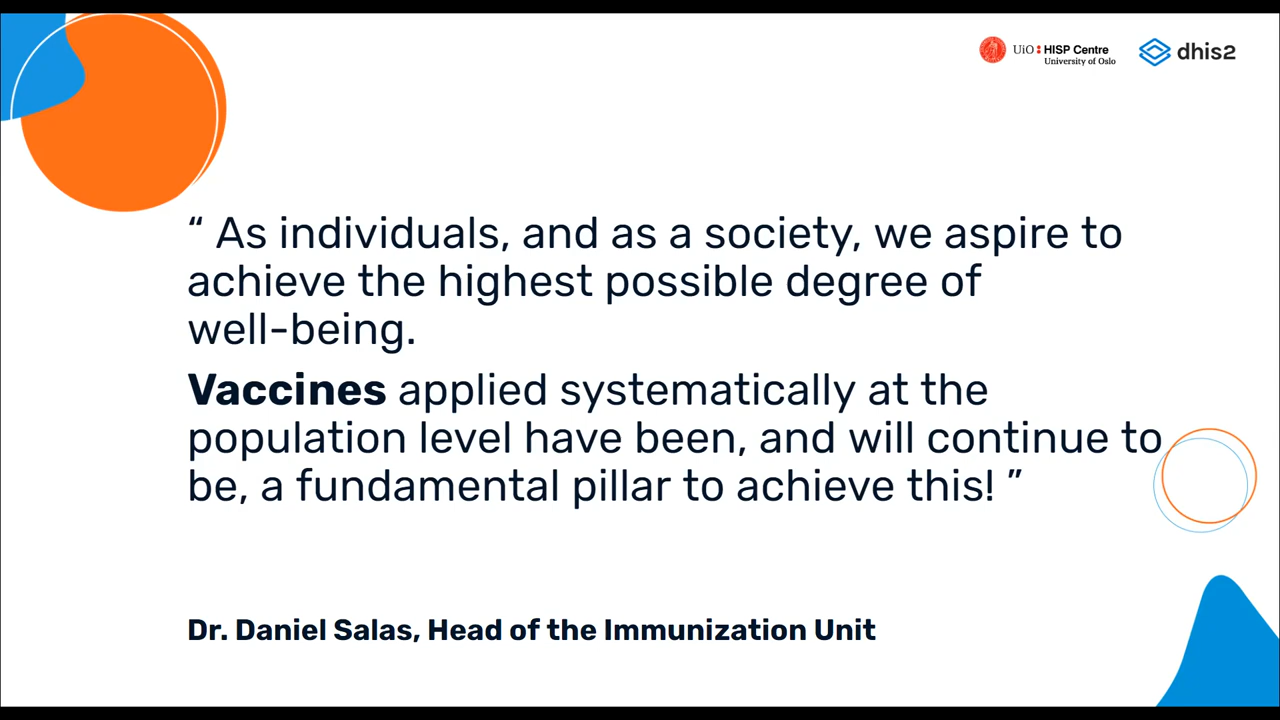 UiO: HISP Centre
University of Oslo
dhis2
“ As individuals, and as a society, we aspire to
achieve the highest possible degree of
well-being.
Vaccines applied systematically at the
population level have been, and will continue to
be, a fundamental pillar to achieve this! ”
Dr. Daniel Salas, Head of the Immunization Unit